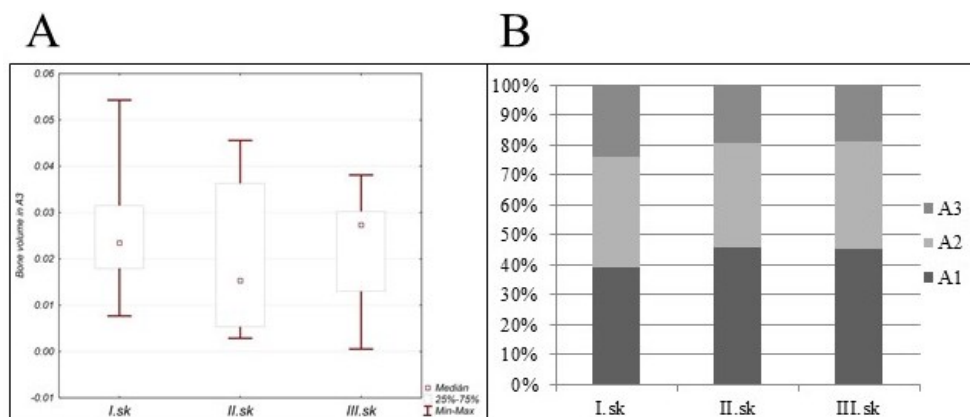 A
B
0.06
0.05
0.04
0.03
0.02
0.01
0.00
-0.01
Bone volume in A3
I.sk
II.sk
III.sk
Medián
25%-75%
Min-Max
100%
90%
80%
70%
60%
50%
40%
30%
20%
10%
0%
I.sk
II.sk
III.sk
A3
A2
A1